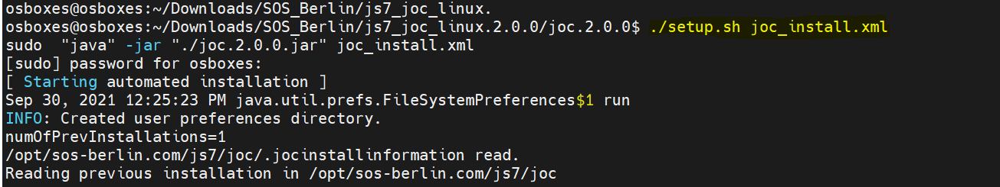 osboxes@osboxes:~/Downloads/SOS_Berlin/js7_joc_linux.
osboxes@osboxes:~/Downloads/SOS_Berlin/js7_joc_linux.2.0.0/joc.2.0.0$ ./setup.sh joc_install.xml
sudo  "java" -jar "./joc.2.0.0.jar" joc_install.xml
[sudo] password for osboxes:
[ Starting automated installation ]
Sep 30, 2021 12:25:23 PM java.util.prefs.FileSystemPreferences$1 run
INFO: Created user preferences directory.
numOfPrevInstallations=1
/opt/sos-berlin.com/js7/joc/.jocinstallinformation read.
Reading previous installation in /opt/sos-berlin.com/js7/joc